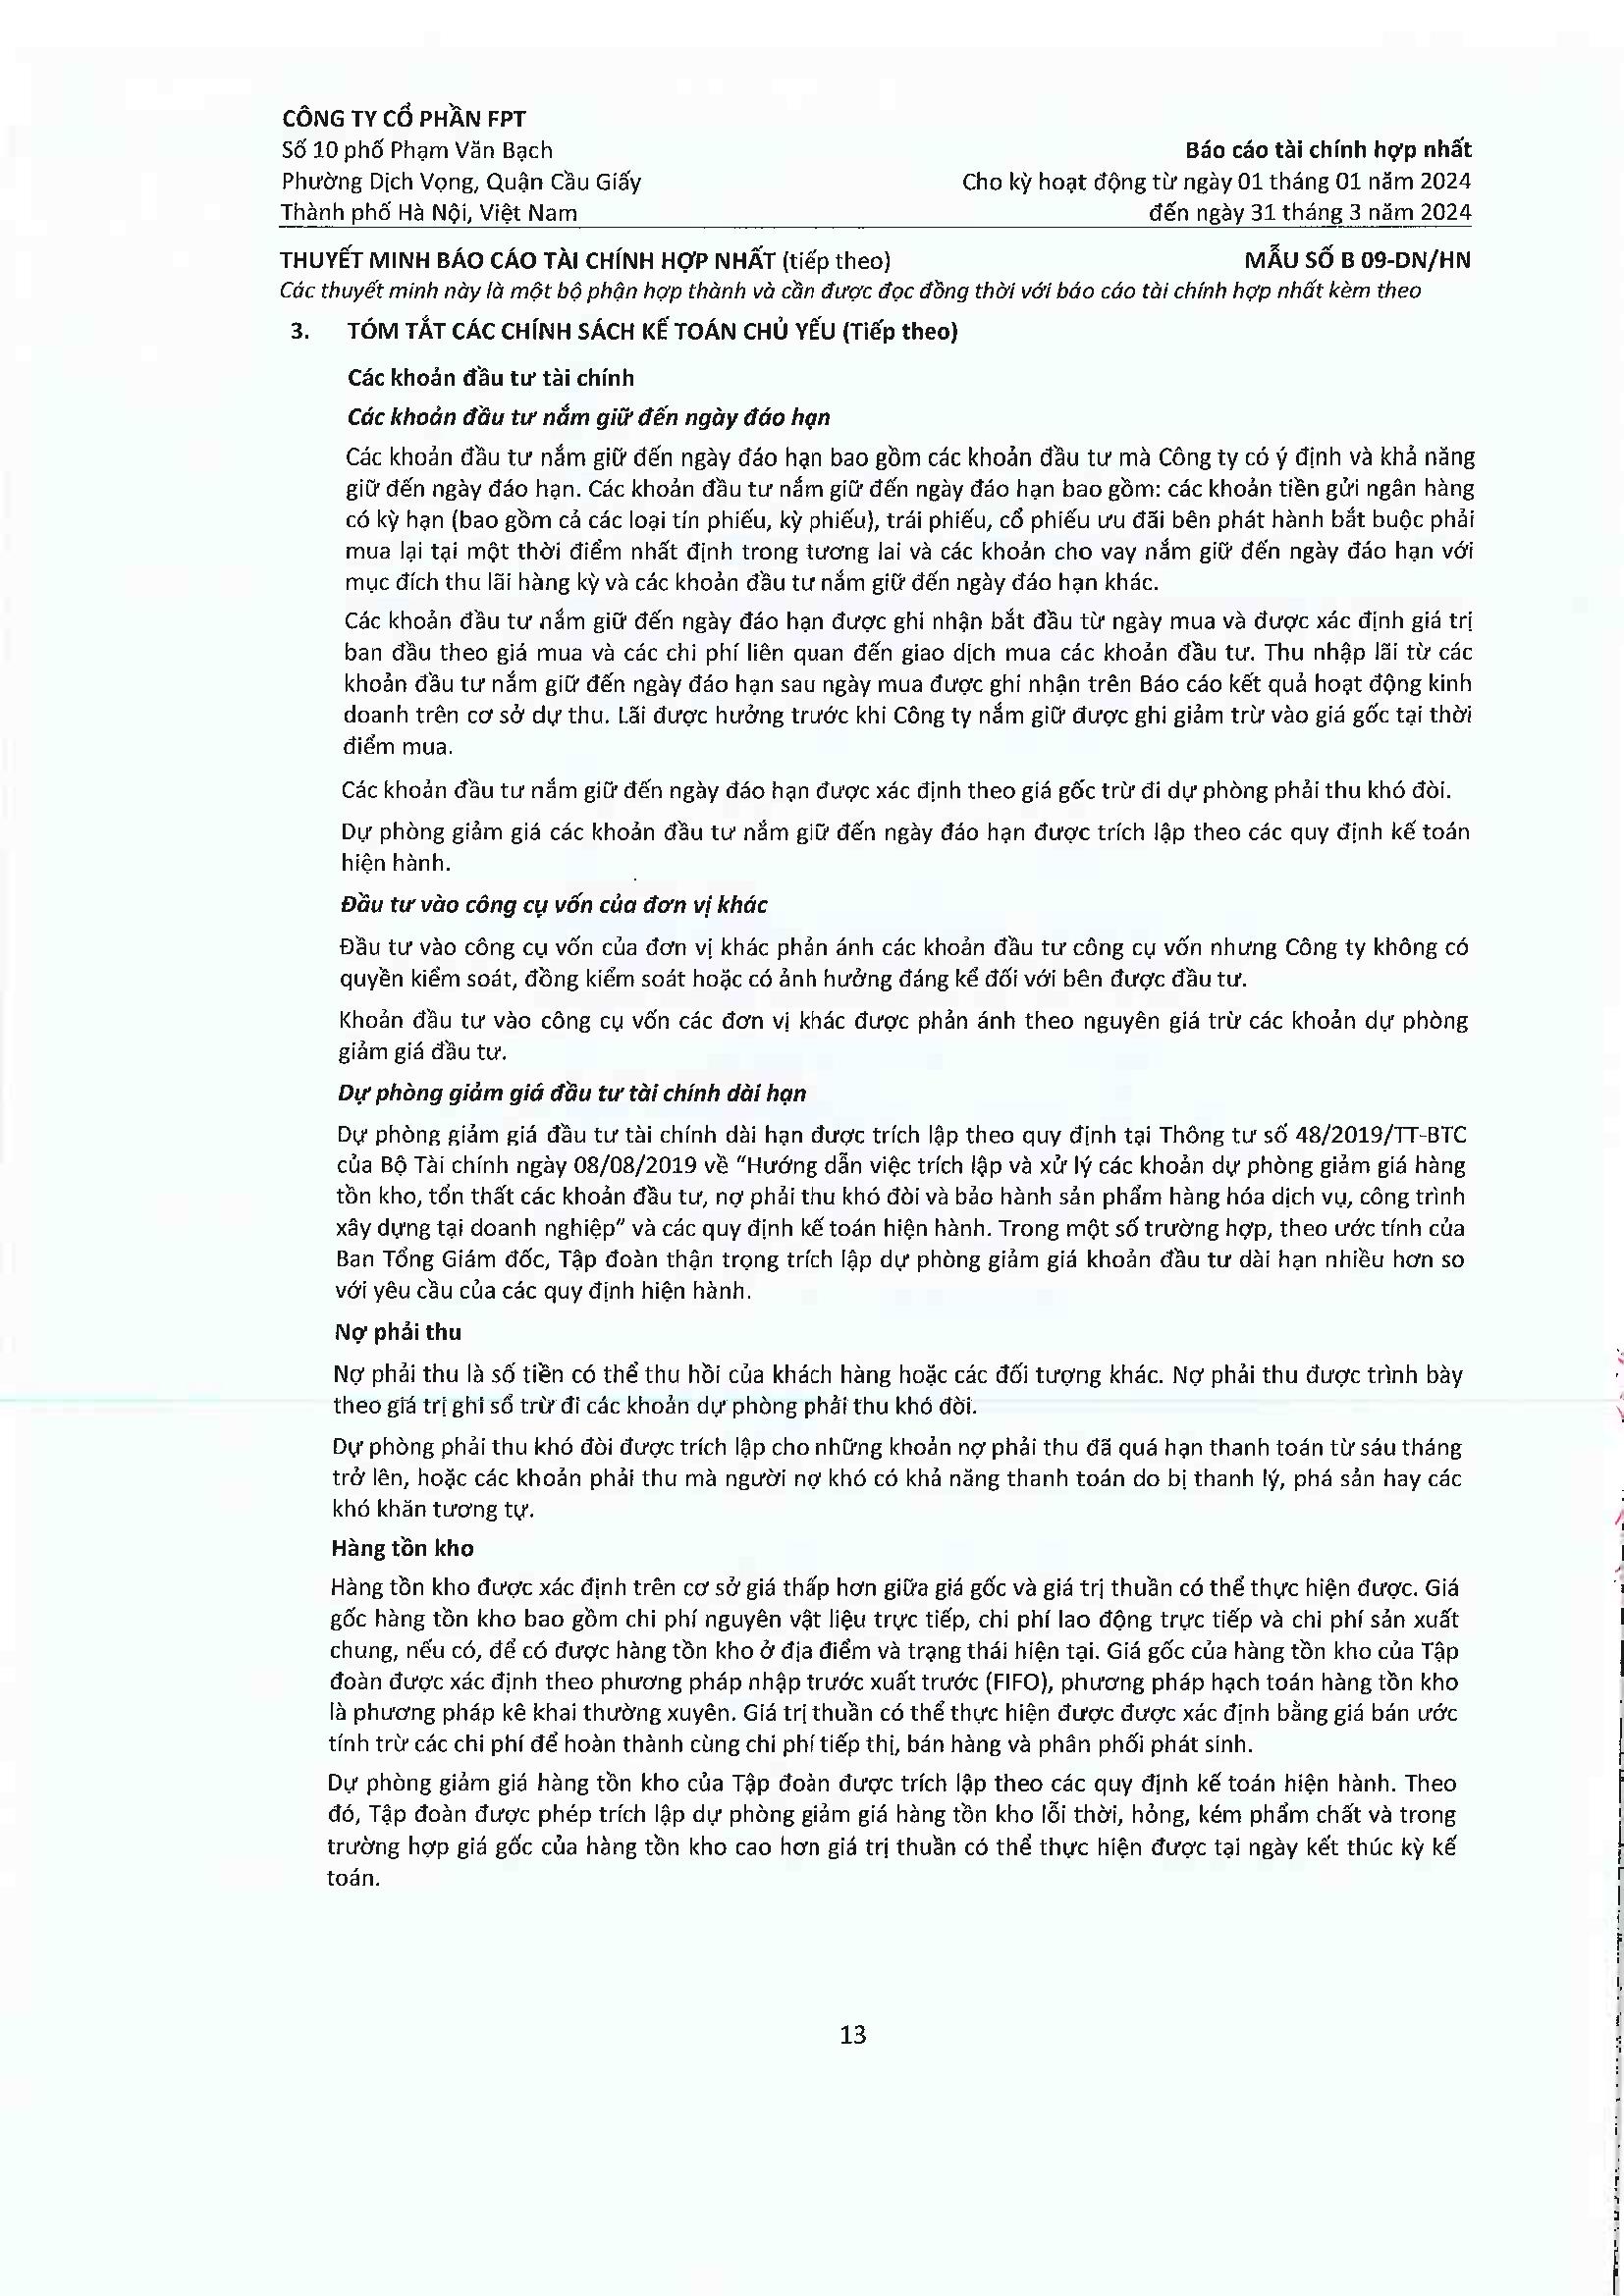 CÔNG TY CỔ PHẦN FPT
Số 10 phố Phạm Văn Bạch
Báo cáo tài chính hợp nhất
Phường Dịch Vọng, Quận Cầu Giấy
Cho kỳ hoạt động từ ngày 01 tháng 01 năm 2024
Thành phố Hà Nội, Việt Nam
đến ngày 31 tháng 3 năm 2024
THUYẾT MINH BÁO CÁO TÀI CHÍNH HỢP NHẤT (tiếp theo)
MẪU SỐ B 09-DN/HN
Các thuyết minh này là một bộ phận hợp thành và cần được đọc đồng thời với báo cáo tài chính hợp nhất kèm theo
3. TÓM TẮT CÁC CHÍNH SÁCH KẾ TOÁN CHỦ YẾU (Tiếp theo)
Các khoản đầu tư tài chính
Các khoản đầu tư nắm giữ đến ngày đáo hạn
Các khoản đầu tư nắm giữ đến ngày đáo hạn bao gồm các khoản đầu tư mà Công ty có ý định và khả năng
giữ đến ngày đáo hạn. Các khoản đầu tư nắm giữ đến ngày đáo hạn bao gồm: các khoản tiền gửi ngân hàng
có kỳ hạn (bao gồm cả các loại tín phiếu, kỳ phiếu), trái phiếu, cổ phiếu ưu đãi bên phát hành bắt buộc phải
mua lại tại một thời điểm nhất định trong tương lai và các khoản cho vay nắm giữ đến ngày đáo hạn với
mục đích thu lãi hàng kỳ và các khoản đầu tư nắm giữ đến ngày đáo hạn khác.
Các khoản đầu tư nắm giữ đến ngày đáo hạn được ghi nhận bắt đầu từ ngày mua và được xác định giá trị
ban đầu theo giá mua và các chi phí liên quan đến giao dịch mua các khoản đầu tư. Thu nhập lãi từ các
khoản đầu tư nắm giữ đến ngày đáo hạn sau ngày mua được ghi nhận trên Báo cáo kết quả hoạt động kinh
doanh trên cơ sở dự thu. Lãi được hưởng trước khi Công ty nắm giữ được ghi giảm trừ vào giá gốc tại thời
điểm mua.
Các khoản đầu tư nắm giữ đến ngày đáo hạn được xác định theo giá gốc trừ đi dự phòng phải thu khó đòi.
Dự phòng giảm giá các khoản đầu tư nắm giữ đến ngày đáo hạn được trích lập theo các quy định kế toán
hiện hành.
Đầu tư vào công cụ vốn của đơn vị khác
Đầu tư vào công cụ vốn của đơn vị khác phản ánh các khoản đầu tư công cụ vốn nhưng Công ty không có
quyền kiểm soát, đồng kiểm soát hoặc có ảnh hưởng đáng kể đối với bên được đầu tư.
Khoản đầu tư vào công cụ vốn các đơn vị khác được phản ánh theo nguyên giá trừ các khoản dự phòng
giảm giá đầu tư.
Dự phòng giảm giá đầu tư tài chính dài hạn
Dự phòng giảm giá đầu tư tài chính dài hạn được trích lập theo quy định tại Thông tư số 48/2019/TT-BTC
của Bộ Tài chính ngày 08/08/2019 về "Hướng dẫn việc trích lập và xử lý các khoản dự phòng giảm giá hàng
tồn kho, tổn thất các khoản đầu tư, nợ phải thu khó đòi và bảo hành sản phẩm hàng hóa dịch vụ, công trình
xây dựng tại doanh nghiệp" và các quy định kế toán hiện hành. Trong một số trường hợp, theo ước tính của
Ban Tổng Giám đốc, Tập đoàn thận trọng trích lập dự phòng giảm giá khoản đầu tư dài hạn nhiều hơn so
với yêu cầu của các quy định hiện hành.
Nợ phải thu
Nợ phải thu là số tiền có thể thu hồi của khách hàng hoặc các đối tượng khác. Nợ phải thu được trình bày
theo giá trị ghi sổ trừ đi các khoản dự phòng phải thu khó đòi.
Dự phòng phải thu khó đòi được trích lập cho những khoản nợ phải thu đã quá hạn thanh toán từ sáu tháng
trở lên, hoặc các khoản phải thu mà người nợ khó có khả năng thanh toán do bị thanh lý, phá sản hay các
khó khăn tương tự.
Hàng tồn kho
Hàng tồn kho được xác định trên cơ sở giá thấp hơn giữa giá gốc và giá trị thuần có thể thực hiện được. Giá
gốc hàng tồn kho bao gồm chi phí nguyên vật liệu trực tiếp, chi phí lao động trực tiếp và chi phí sản xuất
chung, nếu có, để có được hàng tồn kho ở địa điểm và trạng thái hiện tại. Giá gốc của hàng tồn kho của Tập
đoàn được xác định theo phương pháp nhập trước xuất trước (FIFO), phương pháp hạch toán hàng tồn kho
là phương pháp kê khai thường xuyên. Giá trị thuần có thể thực hiện được được xác định bằng giá bán ước
tính trừ các chi phí để hoàn thành cùng chi phí tiếp thị, bán hàng và phân phối phát sinh.
Dự phòng giảm giá hàng tồn kho của Tập đoàn được trích lập theo các quy định kế toán hiện hành. Theo
đó, Tập đoàn được phép trích lập dự phòng giảm giá hàng tồn kho lỗi thời, hỏng, kém phẩm chất và trong
trường hợp giá gốc của hàng tồn kho cao hơn giá trị thuần có thể thực hiện được tại ngày kết thúc kỳ kế
toán.
13